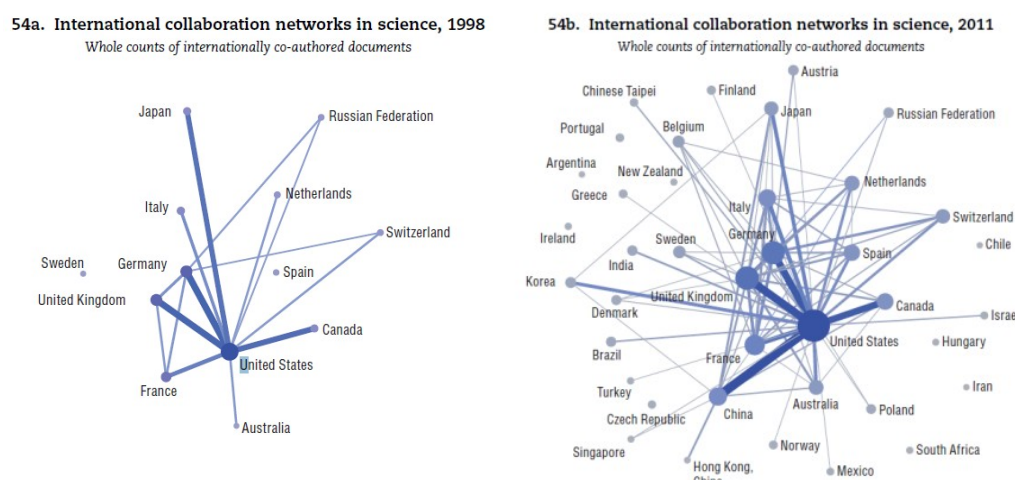 54a. International collaboration networks in science, 1998
Whole counts of internationally co-authored documents
Japan
Russian Federation
Netherlands
Italy
Switzerland
Sweden
Germany
Spain
United Kingdom
Canada
United States
France
Australia
54b. International collaboration networks in science, 2011
Whole counts of internationally co-authored documents
Austria
Chinese Taipei
Finland
Japan
Russian Federation
Portugal
Belgium
Argentina
New Zealand
Netherlands
Greece
Italy
Switzerland
Ireland
Sweden
Germany
Chile
India
Spain
Korea
United Kingdom
Canada
Denmark
Israe
Brazil
United States
Hungary
France
Turkey
Iran
China
Australia
Poland
Czech Republic
Singapore
Norway
South Africa
Hong Kong,
Mexico